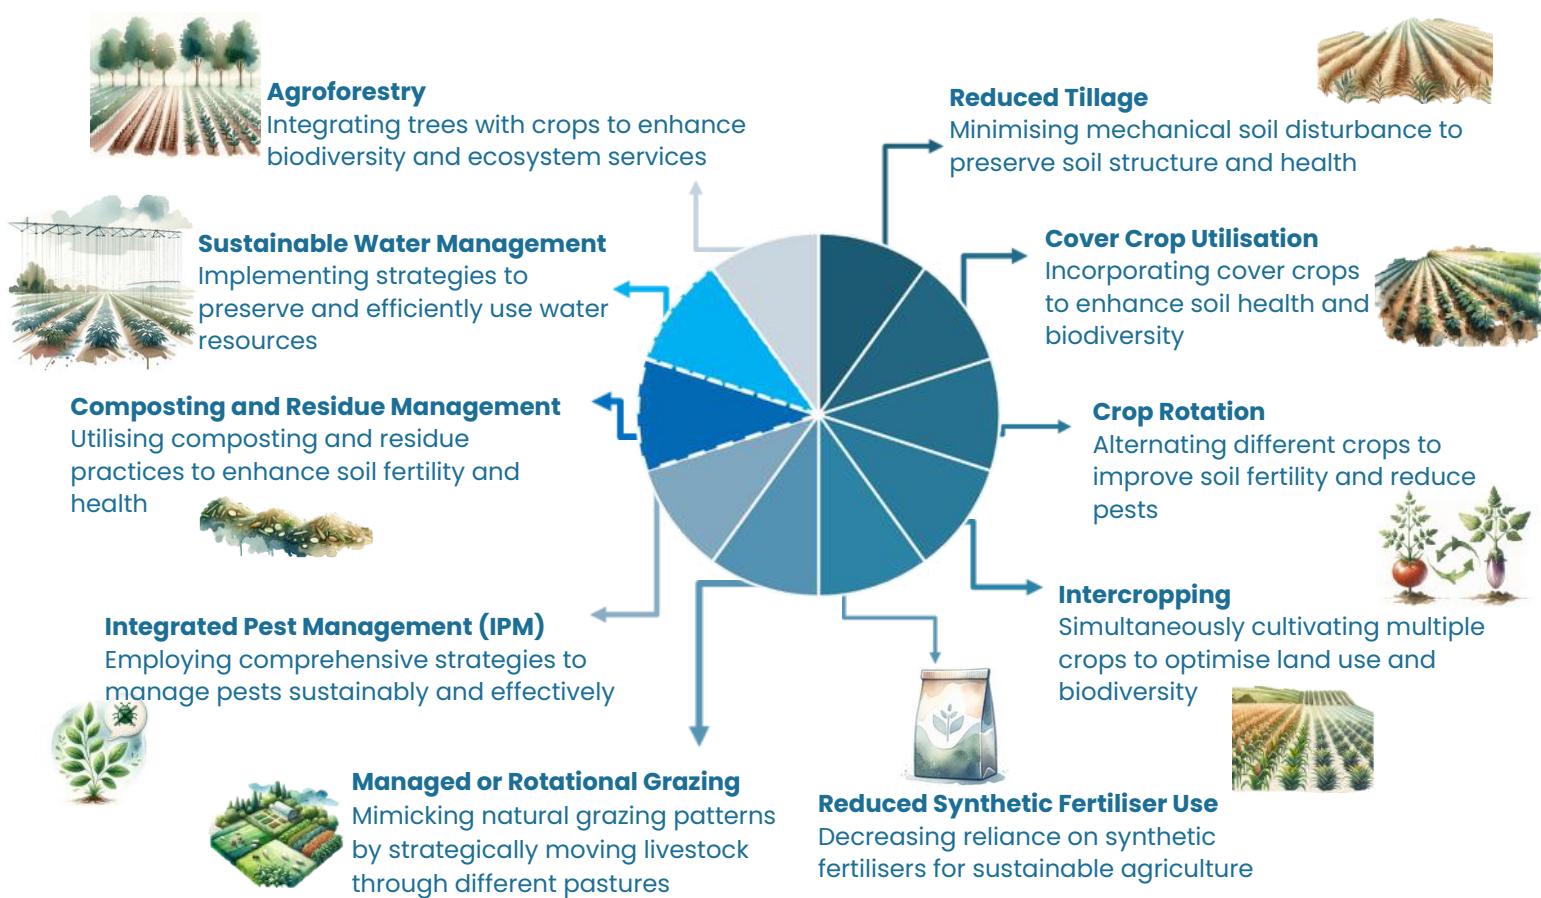 Agroforestry
Integrating trees with crops to enhance
biodiversity and ecosystem services
Reduced Tillage
Minimising mechanical soil disturbance to
preserve soil structure and health
Sustainable Water Management
Implementing strategies to
preserve and efficiently use water
resources
Cover Crop Utilisation
Incorporating cover crops
to enhance soil health and
biodiversity
Composting and Residue Management
Utilising composting and residue
practices to enhance soil fertility and
health
Crop Rotation
Alternating different crops to
improve soil fertility and reduce
pests
Integrated Pest Management (IPM)
Employing comprehensive strategies to
manage pests sustainably and effectively
Intercropping
Simultaneously cultivating multiple
crops to optimise land use and
biodiversity
Managed or Rotational Grazing
Mimicking natural grazing patterns
by strategically moving livestock
through different pastures
Reduced Synthetic Fertiliser Use
Decreasing reliance on synthetic
fertilisers for sustainable agriculture